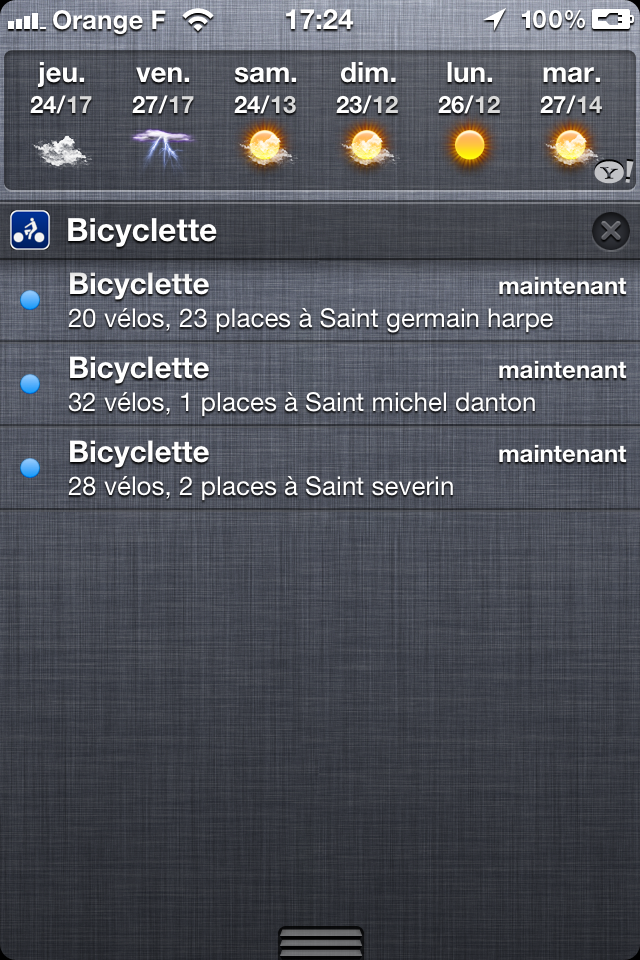 Orange F 17:24 100%
jeu. ven. sam. dim. lun. mar.
24/17 27/17 24/13 23/12 26/12 27/14
Y!
Bicyclette
Bicyclette maintenant
20 vélos, 23 places à Saint germain harpe
Bicyclette maintenant
32 vélos, 1 places à Saint michel danton
Bicyclette maintenant
28 vélos, 2 places à Saint severin